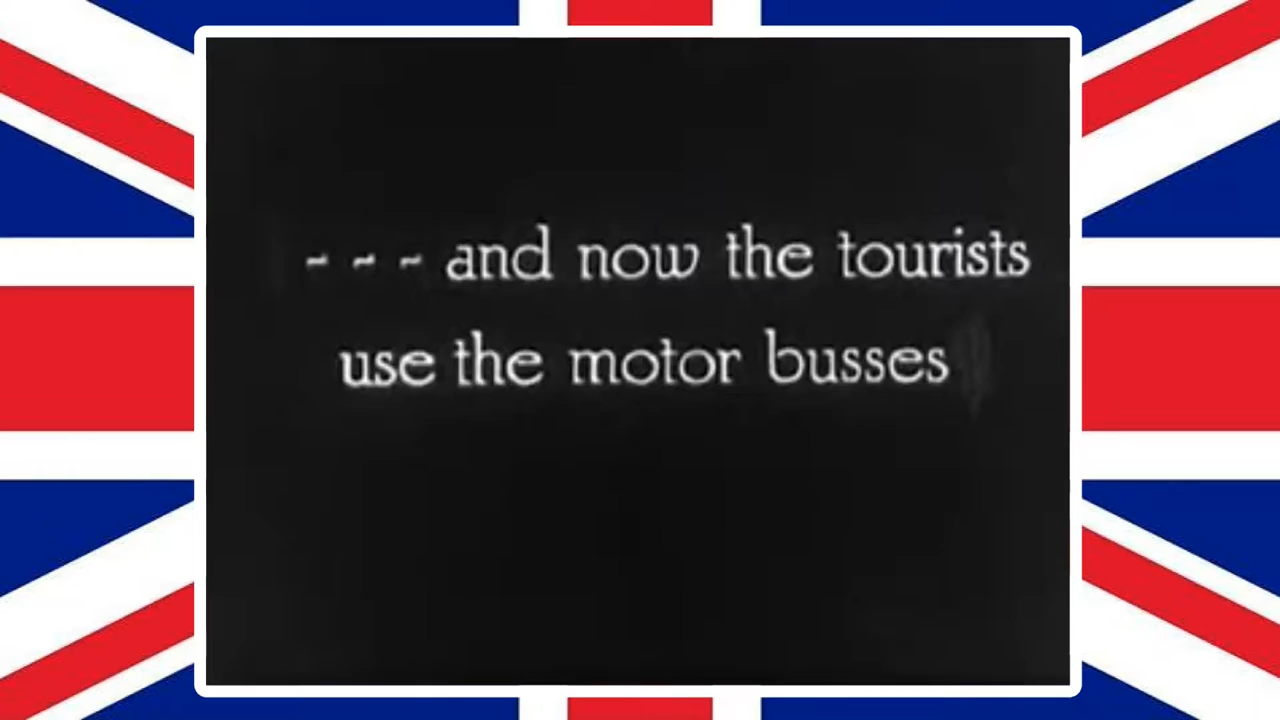 - - - and now the tourists
use the motor busses